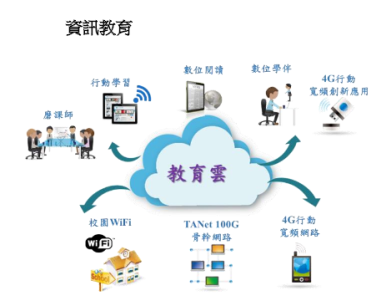 資訊教育
行動學習
數位閱讀
數位學伴
4G行動
寬頻創新應用
磨課師
教育雲
校園WiFi
TANet 100G
骨幹網路
4G行動
寬頻網路
WiFi